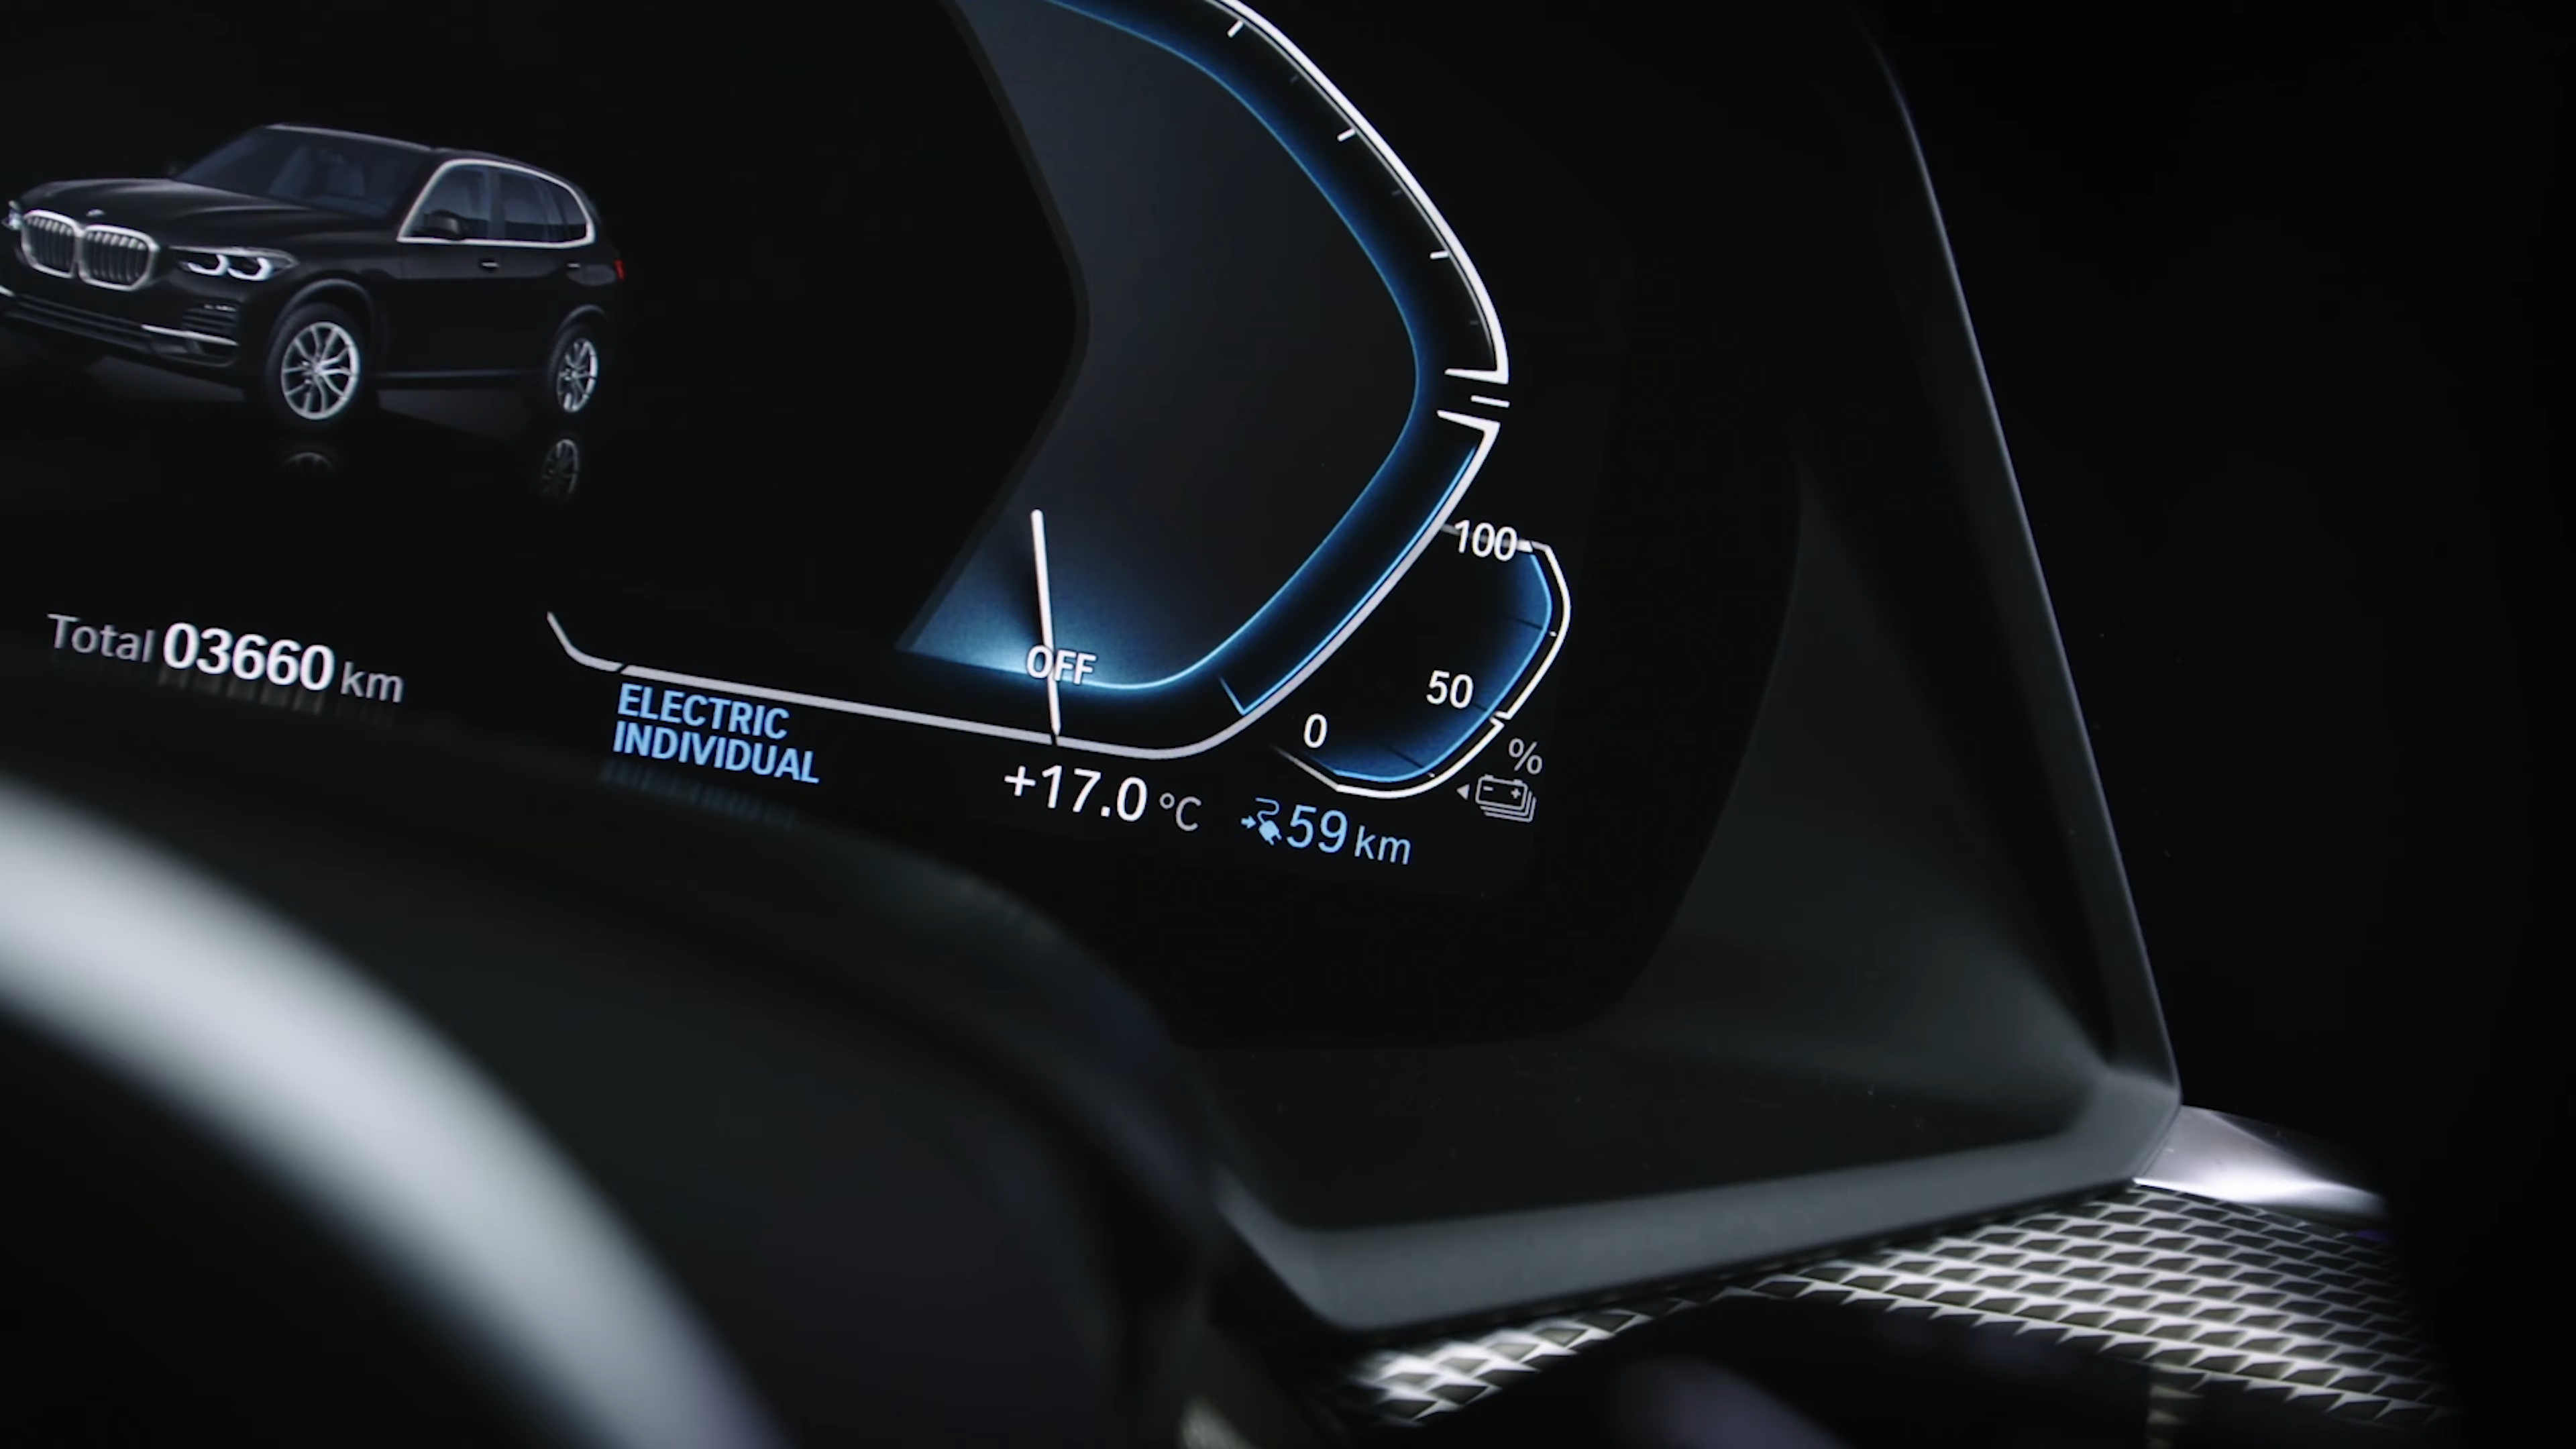 100
OFF
Total 03660 km
50
ELECTRIC
INDIVIDUAL
0
%
+17.0 °C
59 km